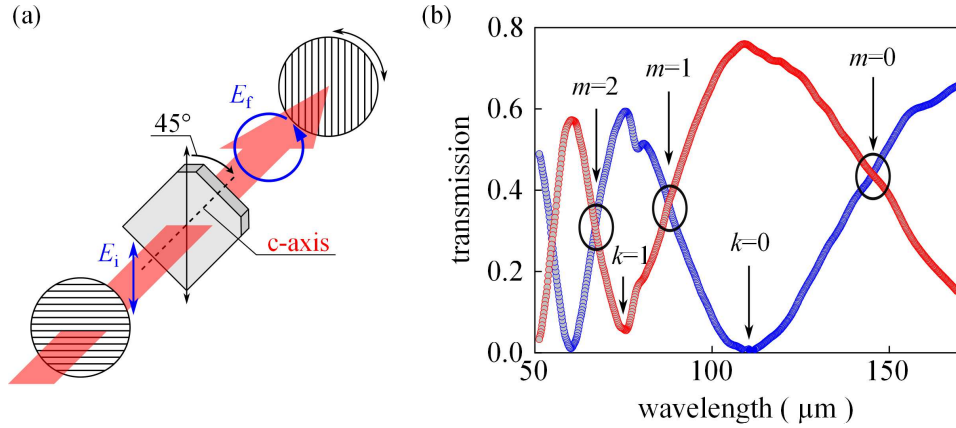 (a)
45°
E_f
c-axis
E_i
(b)
transmission
0.8
0.6
0.4
0.2
0.0
m=2
m=1
m=0
k=1
k=0
50
100
150
wavelength ( μm )